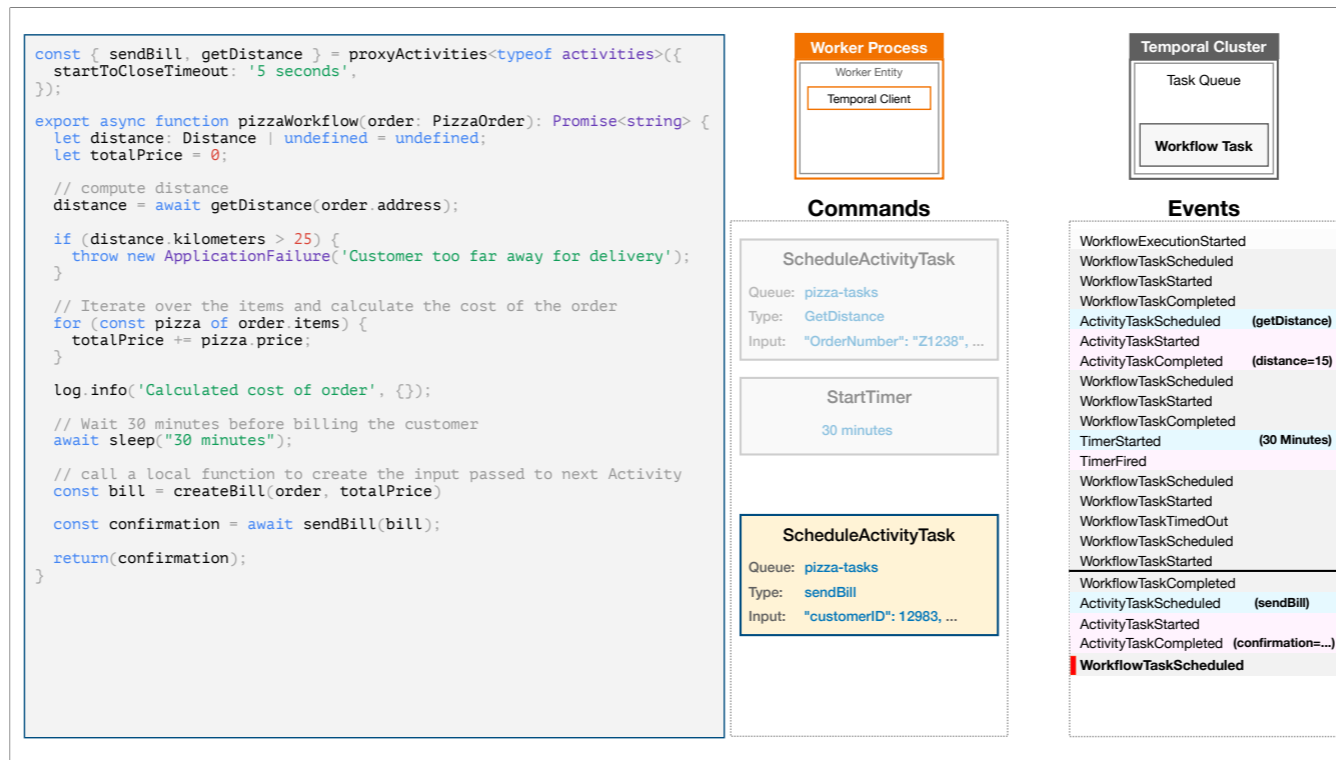 const { sendBill, getDistance } = proxyActivities<typeof activities>({
  startToCloseTimeout: '5 seconds',
});
export async function pizzaWorkflow(order: PizzaOrder): Promise<string> {
  let distance: Distance | undefined = undefined;
  let totalPrice = 0;
  // compute distance
  distance = await getDistance(order.address);
  if (distance.kilometers > 25) {
    throw new ApplicationFailure('Customer too far away for delivery');
  }
  // Iterate over the items and calculate the cost of the order
  for (const pizza of order.items) {
    totalPrice += pizza.price;
  }
  log.info('Calculated cost of order', {});
  // Wait 30 minutes before billing the customer
  await sleep("30 minutes");
  // call a local function to create the input passed to next Activity
  const bill = createBill(order, totalPrice)
  const confirmation = await sendBill(bill);
  return(confirmation);
}
Worker Process
Worker Entity
Temporal Client
Commands
ScheduleActivityTask
Queue: pizza-tasks
Type: GetDistance
Input: "OrderNumber": "Z1238", ...
StartTimer
30 minutes
ScheduleActivityTask
Queue: pizza-tasks
Type: sendBill
Input: "customerID": 12983, ...
Temporal Cluster
Task Queue
Workflow Task
Events
WorkflowExecutionStarted
WorkflowTaskScheduled
WorkflowTaskStarted
WorkflowTaskCompleted
ActivityTaskScheduled (getDistance)
ActivityTaskStarted
ActivityTaskCompleted (distance=15)
WorkflowTaskScheduled
WorkflowTaskStarted
WorkflowTaskCompleted
TimerStarted (30 Minutes)
TimerFired
WorkflowTaskScheduled
WorkflowTaskStarted
WorkflowTaskTimedOut
WorkflowTaskScheduled
WorkflowTaskStarted
WorkflowTaskCompleted
ActivityTaskScheduled (sendBill)
ActivityTaskStarted
ActivityTaskCompleted (confirmation=...)
WorkflowTaskScheduled